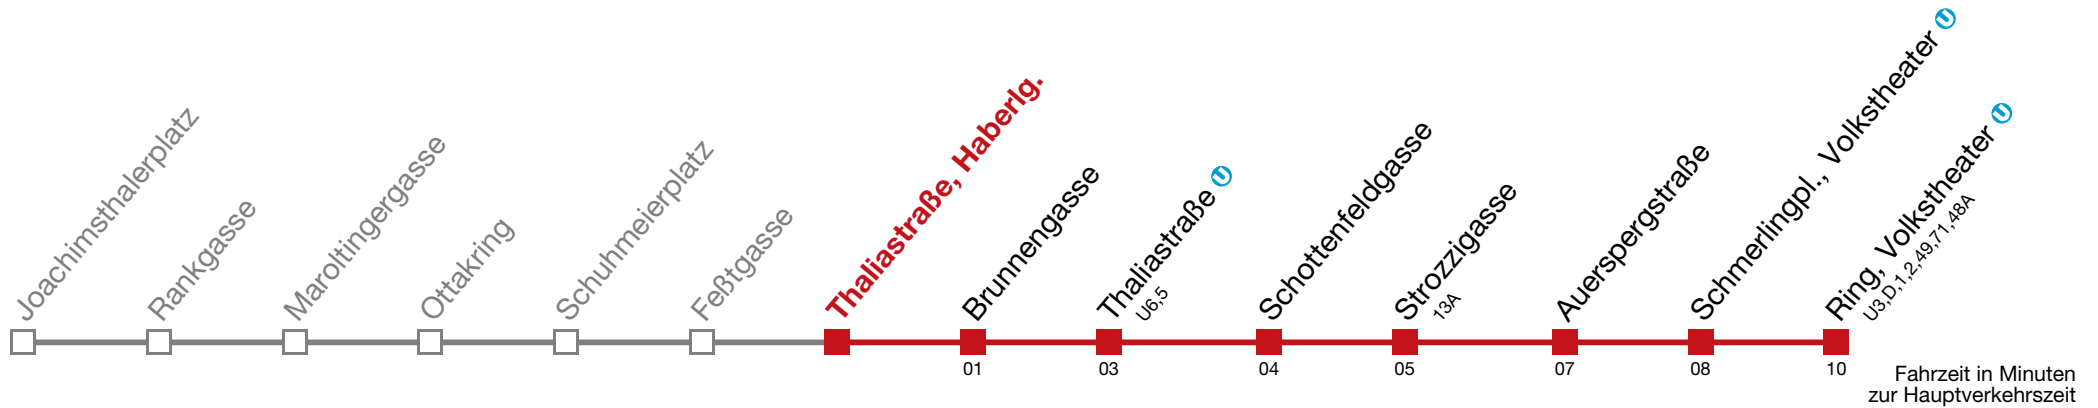 Joachimsthalerplatz
Rankgasse
Maroltingergasse
Ottakring
Schuhmeierplatz
Feßtgasse
Thaliastraße, Haberlg.
Brunnengasse
Thaliastraße U
U6,5
Schottenfeldgasse
Strozzigasse
13A
Auerspergstraße
Schmerlingpl., Volkstheater U
Ring, Volkstheater U
U3,D,1,2,49,71,48A
01
03
04
05
07
08
10
Fahrzeit in Minuten
zur Hauptverkehrszeit